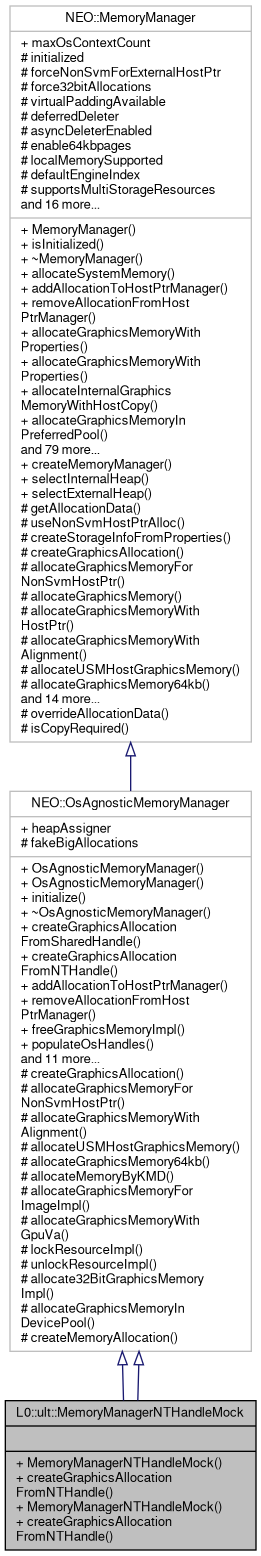 NEO::MemoryManager
+ maxOsContextCount
# initialized
# forceNonSvmForExternalHostPtr
# force32bitAllocations
# virtualPaddingAvailable
# deferredDeleter
# asyncDeleterEnabled
# enable64kbpages
# localMemorySupported
# defaultEngineIndex
# supportsMultiStorageResources
and 16 more...
+ MemoryManager()
+ isInitialized()
+ ~MemoryManager()
+ allocateSystemMemory()
+ addAllocationToHostPtrManager()
+ removeAllocationFromHost
PtrManager()
+ allocateGraphicsMemoryWith
Properties()
+ allocateGraphicsMemoryWith
Properties()
+ allocateInternalGraphics
MemoryWithHostCopy()
+ allocateGraphicsMemoryIn
PreferredPool()
and 79 more...
+ createMemoryManager()
+ selectInternalHeap()
+ selectExternalHeap()
# getAllocationData()
# useNonSvmHostPtrAlloc()
# createStorageInfoFromProperties()
# createGraphicsAllocation()
# allocateGraphicsMemoryFor
NonSvmHostPtr()
# allocateGraphicsMemory()
# allocateGraphicsMemoryWith
HostPtr()
# allocateGraphicsMemoryWith
Alignment()
# allocateUSMHostGraphicsMemory()
# allocateGraphicsMemory64kb()
and 14 more...
# overrideAllocationData()
# isCopyRequired()
NEO::OsAgnosticMemoryManager
+ heapAssigner
# fakeBigAllocations
+ OsAgnosticMemoryManager()
+ OsAgnosticMemoryManager()
+ initialize()
+ ~OsAgnosticMemoryManager()
+ createGraphicsAllocation
FromSharedHandle()
+ createGraphicsAllocation
FromNTHandle()
+ addAllocationToHostPtrManager()
+ removeAllocationFromHost
PtrManager()
+ freeGraphicsMemoryImpl()
+ populateOsHandles()
and 11 more...
# createGraphicsAllocation()
# allocateGraphicsMemoryFor
NonSvmHostPtr()
# allocateGraphicsMemoryWith
Alignment()
# allocateUSMHostGraphicsMemory()
# allocateGraphicsMemory64kb()
# allocateMemoryByKMD()
# allocateGraphicsMemoryFor
ImageImpl()
# allocateGraphicsMemoryWith
GpuVa()
# lockResourceImpl()
# unlockResourceImpl()
# allocate32BitGraphicsMemory
Impl()
# allocateGraphicsMemoryIn
DevicePool()
# createMemoryAllocation()
L0::ult::MemoryManagerNTHandleMock
+ MemoryManagerNTHandleMock()
+ createGraphicsAllocation
FromNTHandle()
+ MemoryManagerNTHandleMock()
+ createGraphicsAllocation
FromNTHandle()